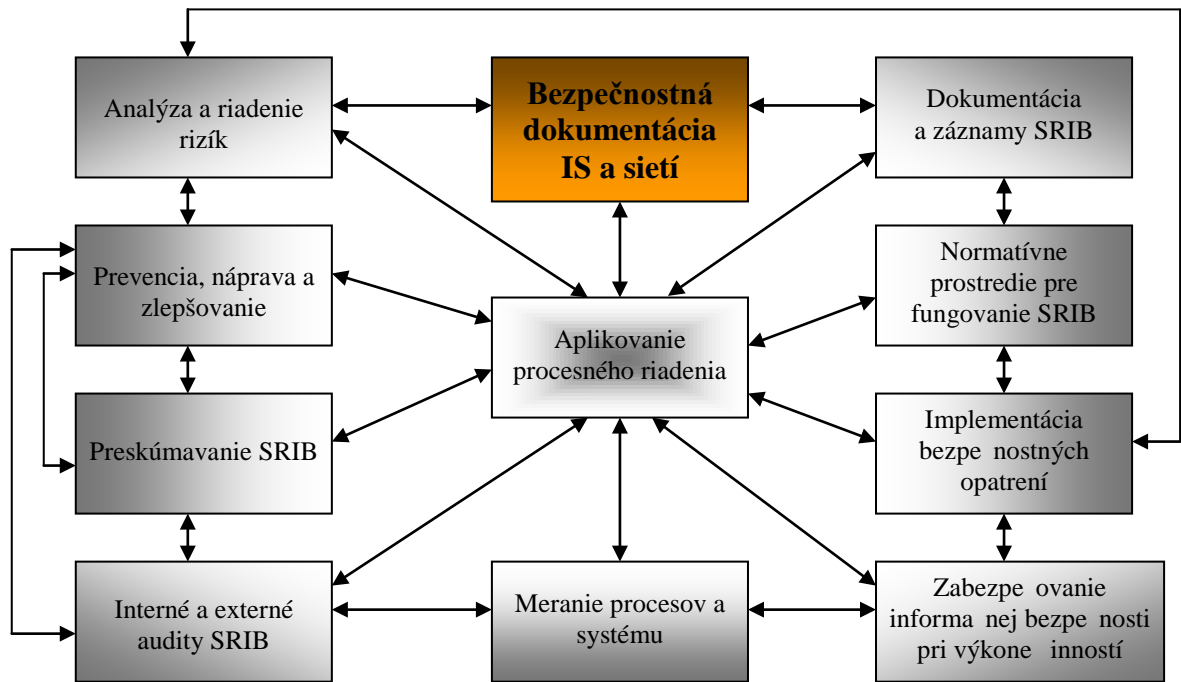 Analýza a riadenie
rizík
Bezpečnostná
dokumentácia
IS a sietí
Dokumentácia
a záznamy SRIB
Prevencia, náprava a
zlepšovanie
Aplikovanie
procesného riadenia
Normatívne
prostredie pre
fungovanie SRIB
Preskúmavanie SRIB
Implementácia
bezpe nostných
opatrení
Interné a externé
audity SRIB
Meranie procesov a
systému
Zabezpe ovanie
informa nej bezpe nosti
pri výkone inností